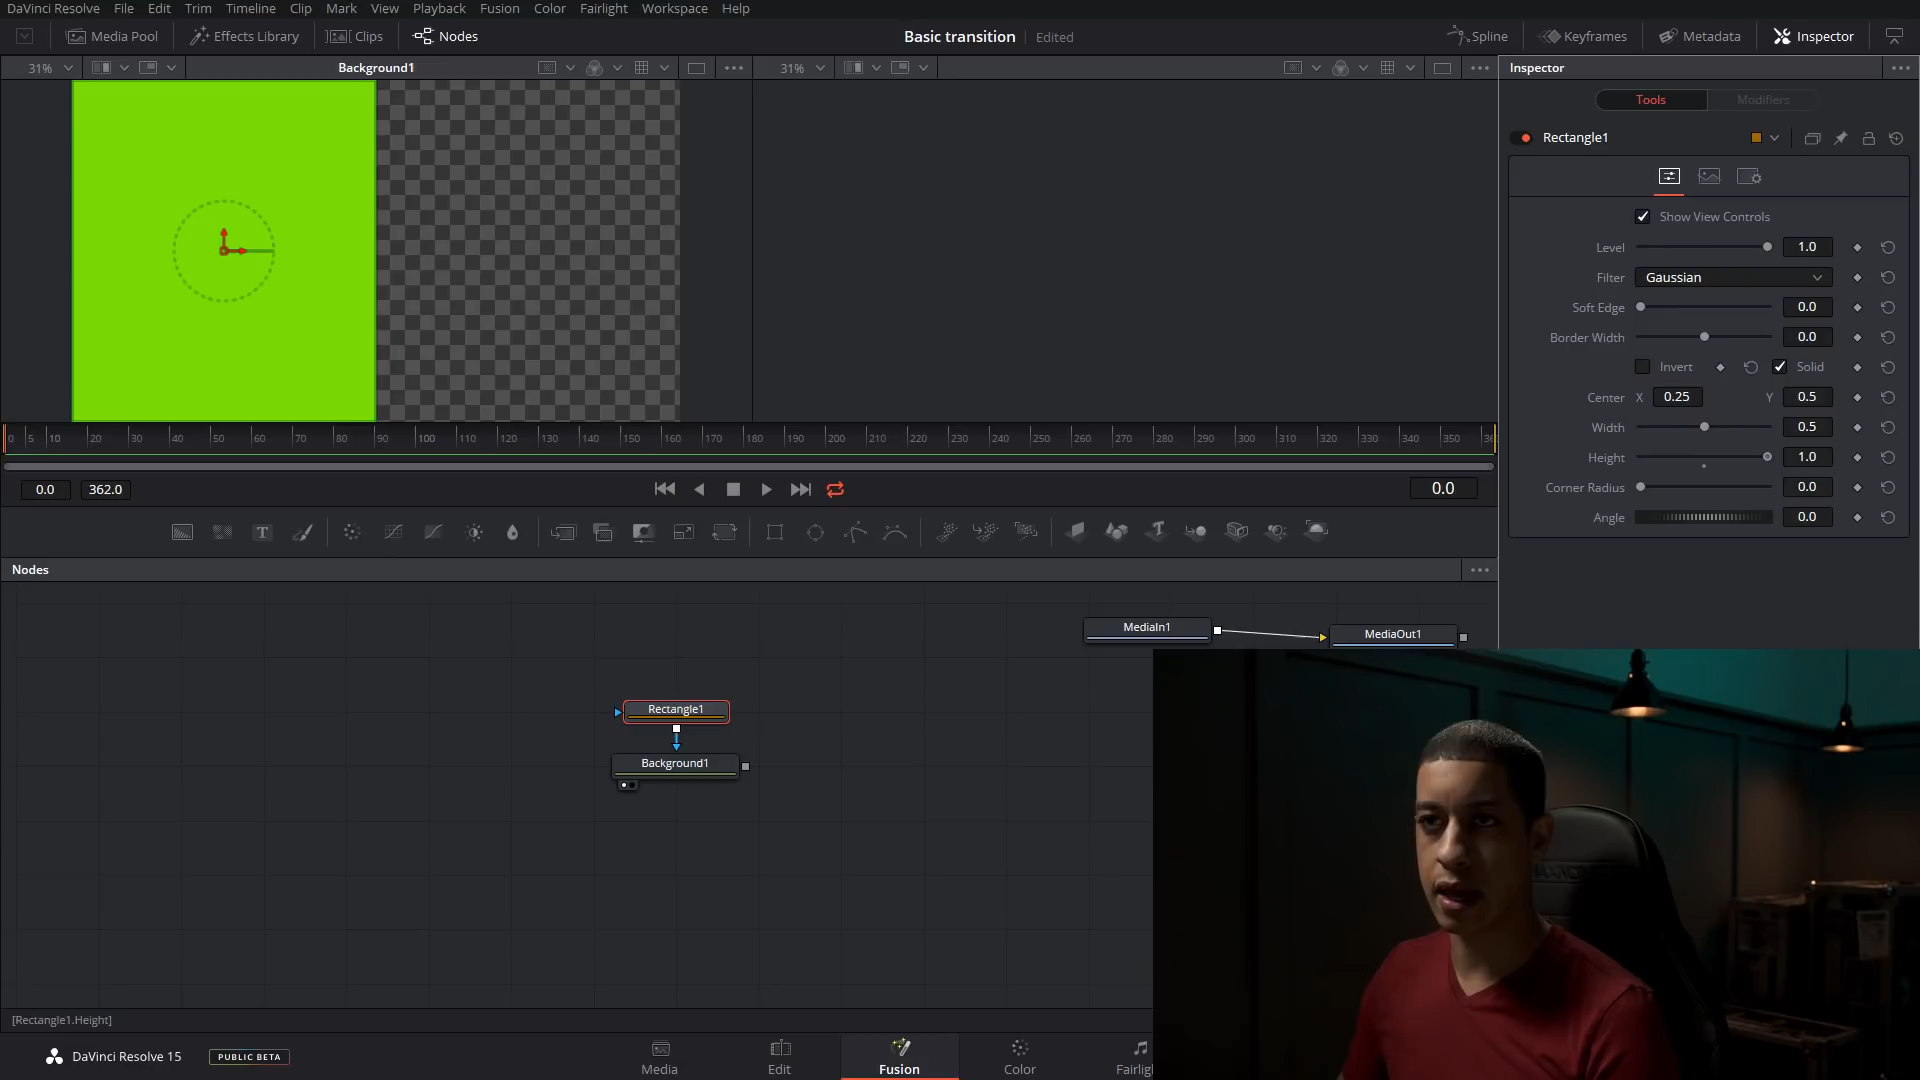 DaVinci Resolve File Edit Trim Timeline Clip Mark View Playback Fusion Color Fairlight Workspace Help
Media Pool Effects Library Clips Nodes Basic transition Edited Spline Keyframes Metadata Inspector
31% Background1 31% Inspector
Tools Modifiers
Rectangle1
Show View Controls
Level 1.0
Filter Gaussian
Soft Edge 0.0
Border Width 0.0
Invert Solid
Center X 0.25 Y 0.5
Width 0.5
Height 1.0
Corner Radius 0.0
Angle 0.0
0 5 10 20 30 40 50 60 70 80 90 100 110 120 130 140 150 160 170 180 190 200 210 220 230 240 250 260 270 280 290 300 310 320 330 340 350
0.0 362.0 0.0
Nodes
MediaIn1 MediaOut1
Rectangle1
Background1
[Rectangle1.Height]
DaVinci Resolve 15 PUBLIC BETA
Media Edit Fusion Color Fairligh